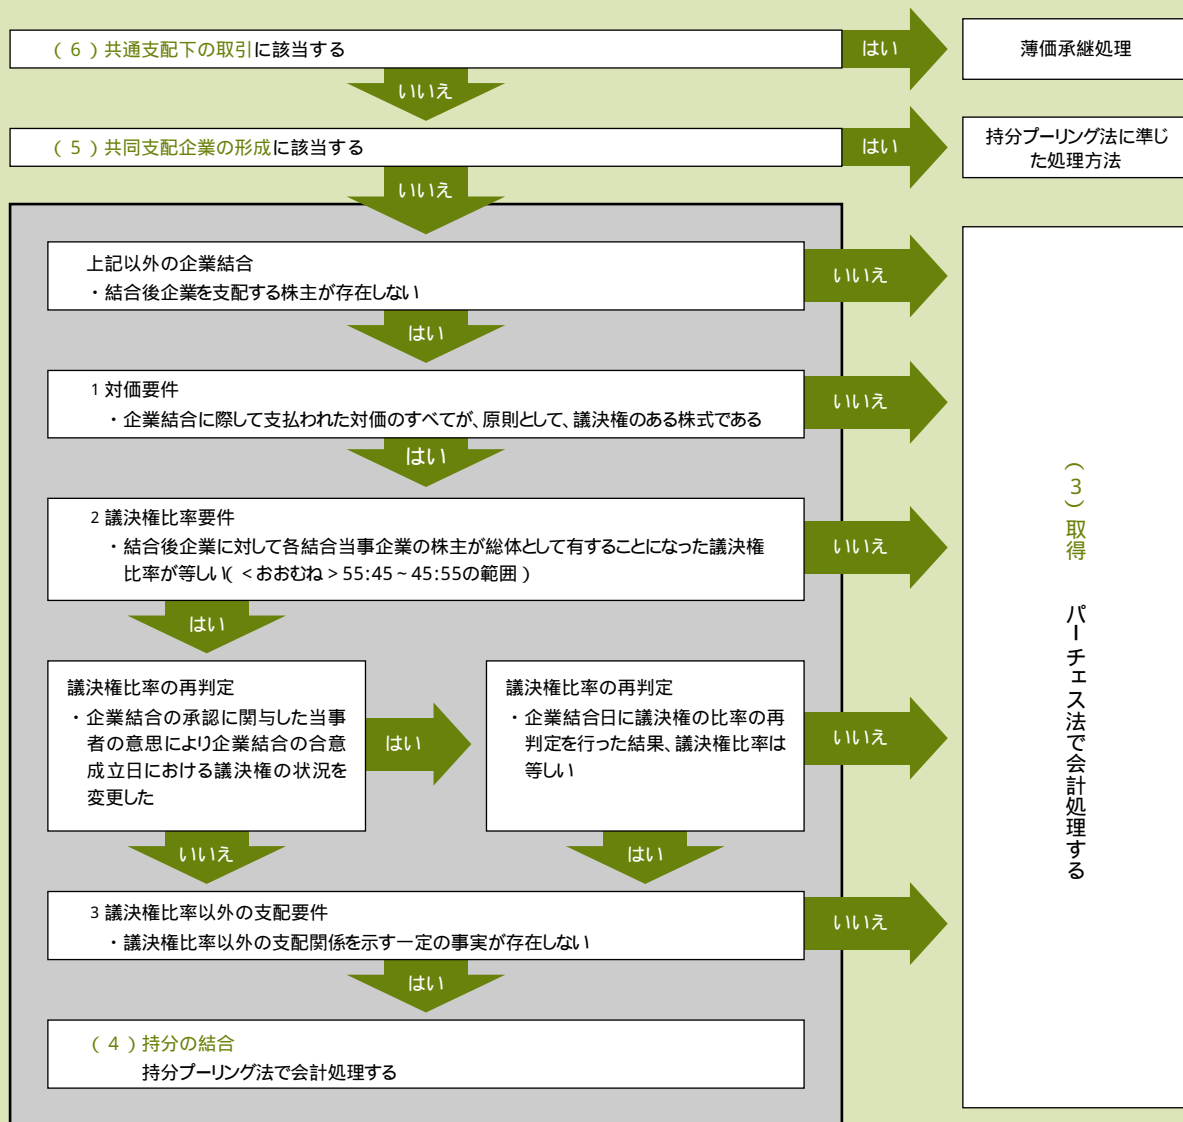 (6)共通支配下の取引に該当する
はい
薄価承継処理
いいえ
(5)共同支配企業の形成に該当する
はい
持分プーリング法に準じ
た処理方法
いいえ
上記以外の企業結合
・結合後企業を支配する株主が存在しない
いいえ
はい
1 対価要件
・企業結合に際して支払われた対価のすべてが、原則として、議決権のある株式である
いいえ
はい
2 議決権比率要件
・結合後企業に対して各結合当事企業の株主が総体として有することになった議決権
比率が等しい(<おおむね>55:45~45:55の範囲)
いいえ
はい
議決権比率の再判定
・企業結合の承認に関与した当事
者の意思により企業結合の合意
成立日における議決権の状況を
変更した
はい
議決権比率の再判定
・企業結合日に議決権の比率の再
判定を行った結果、議決権比率は
等しい
いいえ
いいえ
はい
3 議決権比率以外の支配要件
・議決権比率以外の支配関係を示す一定の事実が存在しない
いいえ
はい
(4)持分の結合
持分プーリング法で会計処理する
(3)取得 パーチェス法で会計処理する